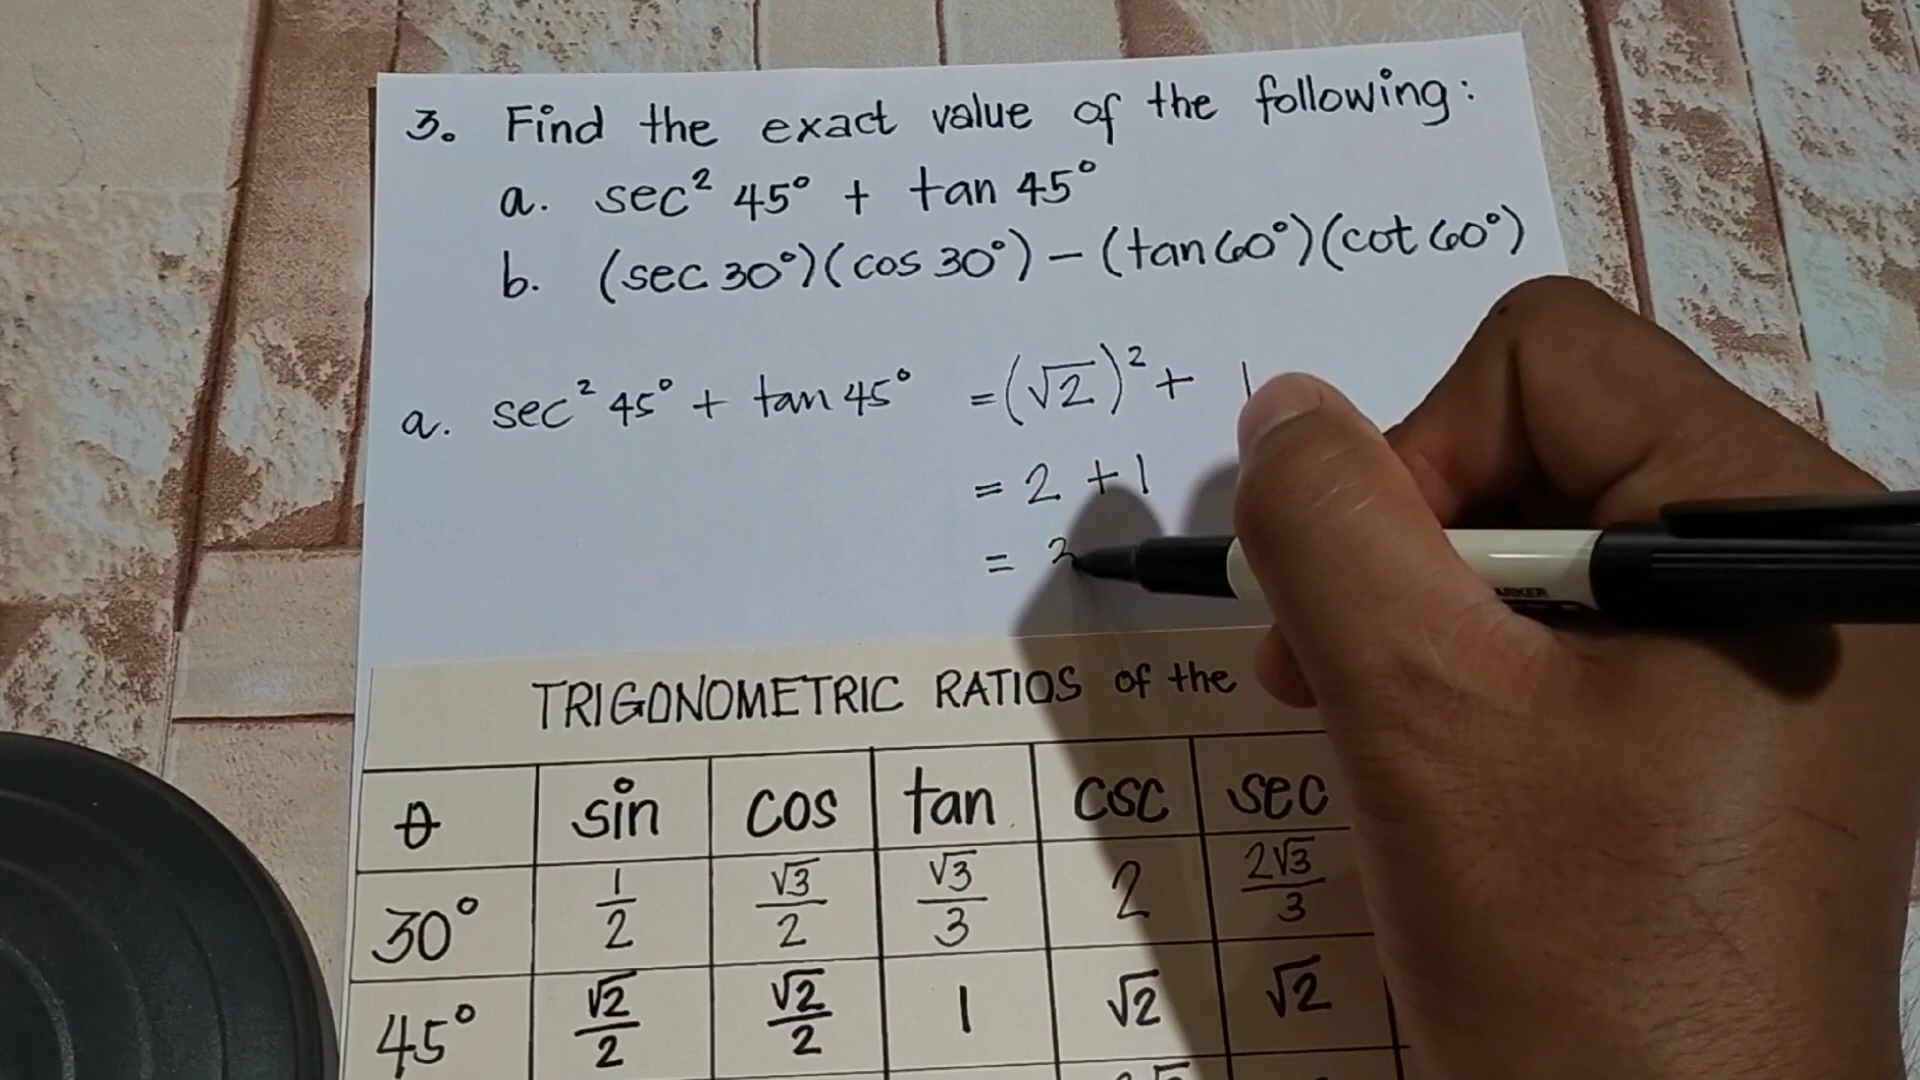 3. Find the exact value of the following:
a. sec² 45° + tan 45°
b. (sec 30°)(cos 30°) - (tan 60°)(cot 60°)
a. sec² 45° + tan 45° = (√2)² + 1
= 2 + 1
=
TRIGONOMETRIC RATIOS of the
θ sin cos tan csc sec
30° 1/2 √3/2 √3/3 2 2√3/3
45° √2/2 √2/2 1 √2 √2